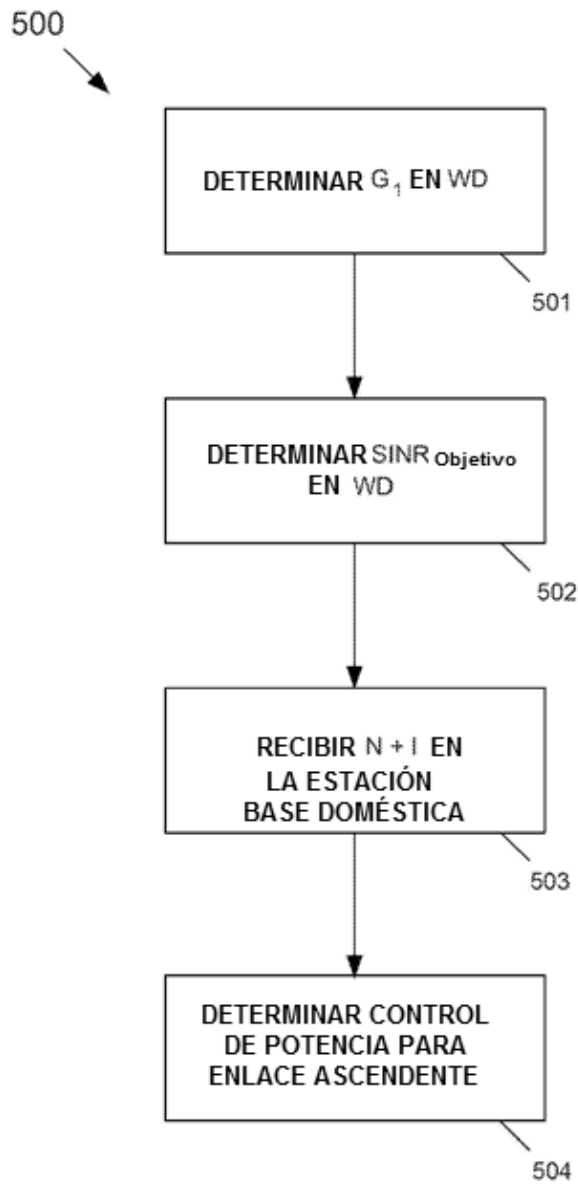 500
DETERMINAR G1 EN WD
501
DETERMINAR SINR Objetivo
EN WD
502
RECIBIR N + I EN
LA ESTACIÓN
BASE DOMÉSTICA
503
DETERMINAR CONTROL
DE POTENCIA PARA
ENLACE ASCENDENTE
504